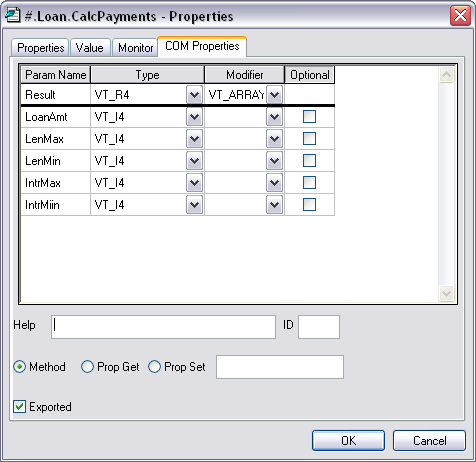 #.Loan.CalcPayments - Properties
Properties Value Monitor COM Properties
Param Name Type Modifier Optional
Result VT_R4 VT_ARRAY
LoanAmt VT_I4
LenMax VT_I4
LenMin VT_I4
IntrMax VT_I4
IntrMiin VT_I4
Help ID
Method Prop Get Prop Set
Exported
OK Cancel